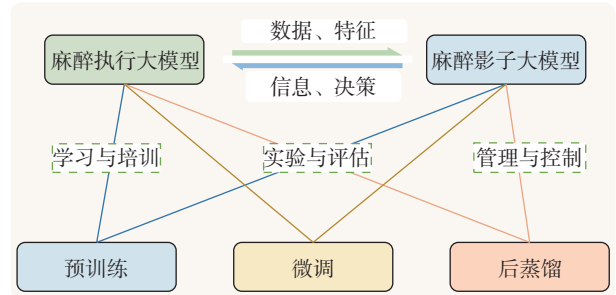 数据、特征
麻醉执行大模型
麻醉影子大模型
信息、决策
学习与培训
实验与评估
管理与控制
预训练
微调
后蒸馏